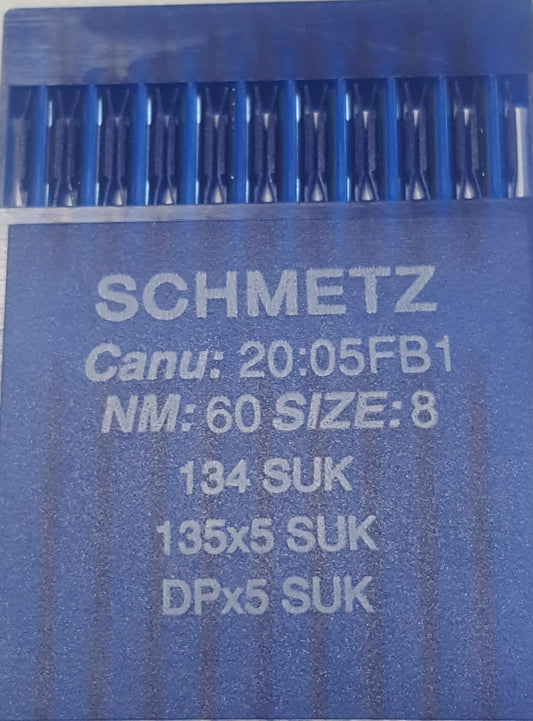 SCHMETZ
Canu: 20:05FB1
NM: 60 SIZE: 8
134 SUK
135x5 SUK
DPx5 SUK